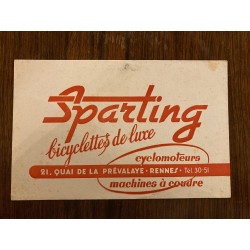 Sparting
bicyclettes de luxe
cyclomoteurs
21, QUAI DE LA PRÉVALAYE - RENNES - Tél. 30-51
machines à coudre